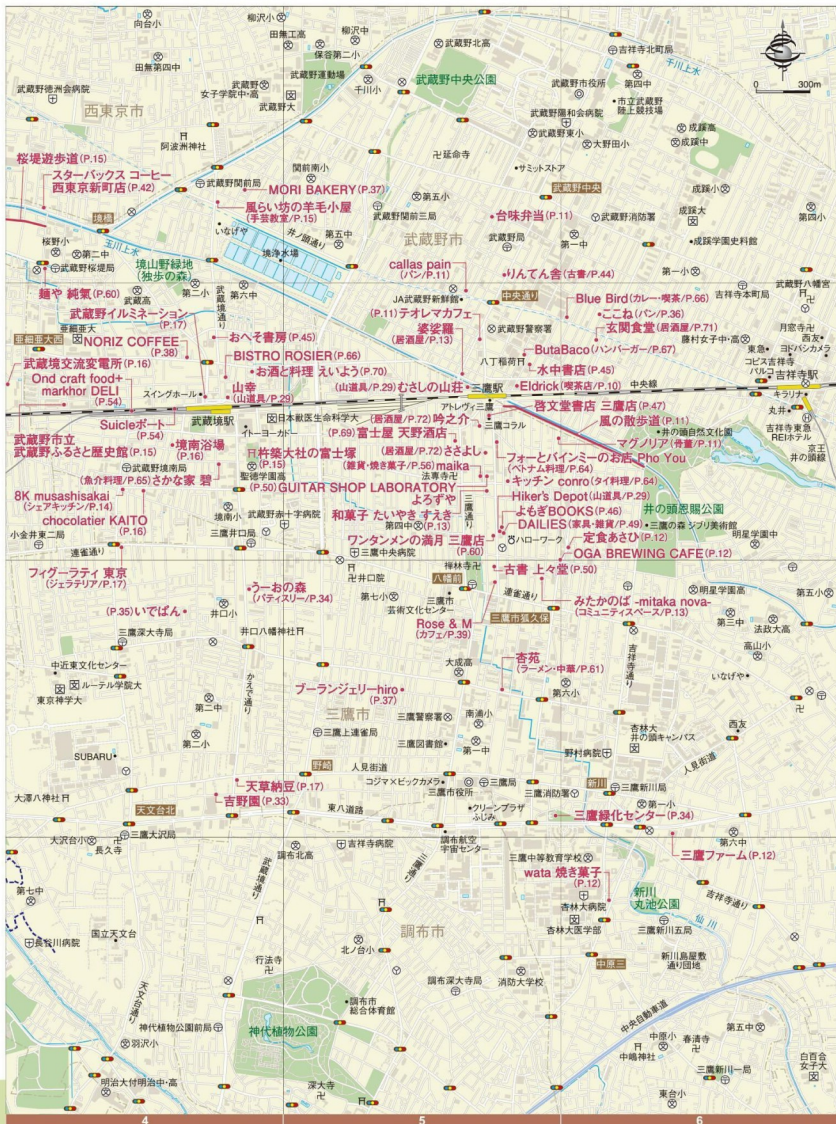 向台小
柳沢小
柳沢中
田無工高
保谷第二小
武蔵野北高
吉祥寺北町局
千川上水
田無第四中
武蔵野運動場
武蔵野徳洲会病院
武蔵野
女子学院中・高
武蔵野大
千川小
武蔵野中央公園
武蔵野市役所
第四中
市立武蔵野
陸上競技場
0 300m
西東京市
武蔵野陽和会病院
武蔵野東小
大野田小
成蹊高
成蹊中
阿波洲神社
延命寺
サミットストア
桜堤遊歩道(P.15)
スターバックス コーヒー
西東京新町店(P.42)
武蔵野関前局
関前南小
MORI BAKERY(P.37)
風らい坊の羊毛小屋
(手芸教室/P.15)
第五小
武蔵野関前三局
武蔵野中央
成蹊小
成蹊大
第四小
境橋
いなげや
第五中
井ノ頭通り
武蔵野市
台味弁当(P.11)
武蔵野局
武蔵野消防署
第一中
成蹊学園史料館
玉川上水
桜野小
第二中
武蔵野桜堤局
境山野緑地
(独歩の森)
境浄水場
callas pain
(パン/P.11)
りんてん舎(古書/P.44)
第一小
武蔵野八幡宮
麺や 純氣(P.60)
武蔵高
第二小
第六中
武蔵境通り
JA武蔵野新鮮館
中央通り
Blue Bird(カレー・喫茶/P.66)
吉祥寺本町局
武蔵野イルミネーション
(P.17)
(P.11)テオレマカフェ
ここね(パン/P.36)
月窓寺
亜細亜大
亜細亜大西
NORIZ COFFEE
(P.38)
おへそ書房(P.45)
婆娑羅
(居酒屋/P.13)
武蔵野警察署
玄関食堂(居酒屋/P.71)
藤村女子中・高
東急
西友
ヨドバシカメラ
武蔵境交流変電所(P.16)
BISTRO ROSIER(P.66)
八丁稲荷
ButaBaco(ハンバーガー/P.67)
コピス吉祥寺
パルコ
吉祥寺駅
Ond craft food+
markhor DELI
(P.54)
お酒と料理 えいよう(P.70)
水中書店(P.45)
スイングホール
山幸
(山道具/P.29)
(山道具/P.29)むさしの山荘
三鷹駅
Eldrick(喫茶店/P.10)
中央線
キラリナ
武蔵境駅
アトレヴィ三鷹
啓文堂書店 三鷹店(P.47)
丸井
Suicleポート
(P.54)
イトーヨーカドー
日本獣医生命科学大
(居酒屋/P.72)吟之介
三鷹コラル
風の散歩道(P.11)
吉祥寺東急
REIホテル
武蔵野市立
武蔵野ふるさと歴史館(P.15)
境南浴場
(P.16)
(P.69)富士屋 天野酒店
マグノリア(骨董/P.11)
井の頭自然文化園
京王
井の頭線
杵築大社の富士塚
(P.15)
(居酒屋/P.72)ささよし
フォーとバインミーのお店 Pho You
(ベトナム料理/P.64)
武蔵野境南局
(魚介料理/P.65)さかな家 碧
聖徳学園高
(雑貨・焼き菓子/P.56)maika
法専寺
キッチン conro(タイ料理/P.64)
8K musashisakai
(シェアキッチン/P.14)
(P.50)GUITAR SHOP LABORATORY
Hiker's Depot(山道具/P.29)
井の頭恩賜公園
境南小
武蔵野赤十字病院
よろずや
和菓子 たいやき すえき
(P.13)
三鷹通り
よもぎBOOKS(P.46)
chocolatier KAITO
(P.16)
第四中
DAILIES(家具・雑貨/P.49)
三鷹の森 ジブリ美術館
小金井東二局
三鷹井口局
ワンタンメンの満月 三鷹店
(P.60)
ハローワーク
定食あさひ(P.12)
明星学園中
連雀通り
三鷹中央病院
OGA BREWING CAFE(P.12)
禅林寺
フィグーラティ 東京
(ジェラテリア/P.17)
井口院
八幡前
古書 上々堂(P.50)
うーおの森
(パティスリー/P.34)
第七小
三鷹市
芸術文化センター
連雀通り
明星学園高
第五小
(P.35)いでぱん
井口小
みたかのば -mitaka nova-
(コミュニティスペース/P.13)
第三中
三鷹深大寺局
井口八幡神社
Rose & M
(カフェ/P.39)
三鷹市狐久保
法政大高
高山小
中近東文化センター
大成高
杏苑
(ラーメン・中華/P.61)
吉祥寺通り
いなげや
ルーテル学院大
東京神学大
かえで通り
ブーランジェリーhiro
(P.37)
第六小
第二中
三鷹市
三鷹警察署
南浦小
杏林大
井の頭キャンパス
西友
第二小
三鷹上連雀局
三鷹図書館
第一中
野村病院
人見街道
SUBARU
野崎
人見街道
コジマ×ビックカメラ
三鷹局
新川
天草納豆(P.17)
三鷹市役所
三鷹消防署
三鷹新川局
大澤八神社
吉野園(P.33)
東八道路
クリーンプラザ
ふじみ
第一小
天文台北
三鷹緑化センター(P.34)
大沢台小
長久寺
三鷹大沢局
調布航空
宇宙センター
第六中
調布北高
吉祥寺病院
三鷹中等教育学校
三鷹ファーム(P.12)
武蔵境通り
三鷹通り
wata 焼き菓子
(P.12)
第七中
新川
丸池公園
吉祥寺通り
杏林大病院
仙川
調布市
杏林大医学部
三鷹新川五局
長谷川病院
国立天文台
北ノ台小
中原三
新川島屋敷
通り団地
行法寺
調布深大寺局
消防大学校
天文台通り
調布市
総合体育館
中央自動車道
神代植物公園前局
神代植物公園
第五中
羽沢小
中原小
春清寺
中嶋神社
白百合
女子大
明治大付明治中・高
深大寺
三鷹新川一局
東台小
4
5
6